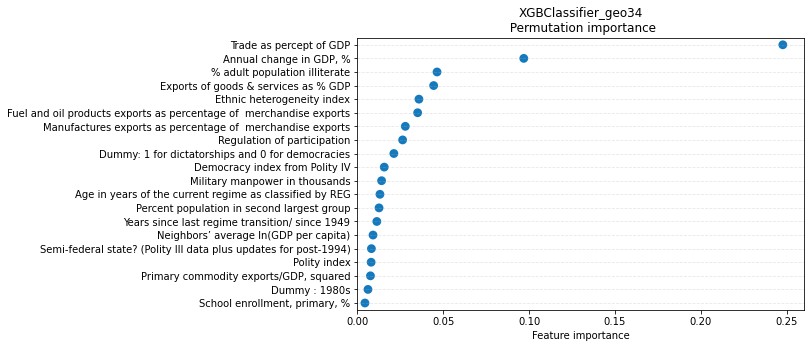 XGBClassifier_geo34
Permutation importance
Trade as percept of GDP
Annual change in GDP, %
% adult population illiterate
Exports of goods & services as % GDP
Ethnic heterogeneity index
Fuel and oil products exports as percentage of  merchandise exports
Manufactures exports as percentage of  merchandise exports
Regulation of participation
Dummy: 1 for dictatorships and 0 for democracies
Democracy index from Polity IV
Military manpower in thousands
Age in years of the current regime as classified by REG
Percent population in second largest group
Years since last regime transition/ since 1949
Neighbors’ average ln(GDP per capita)
Semi-federal state? (Polity III data plus updates for post-1994)
Polity index
Primary commodity exports/GDP, squared
Dummy : 1980s
School enrollment, primary, %
0.00 0.05 0.10 0.15 0.20 0.25
Feature importance